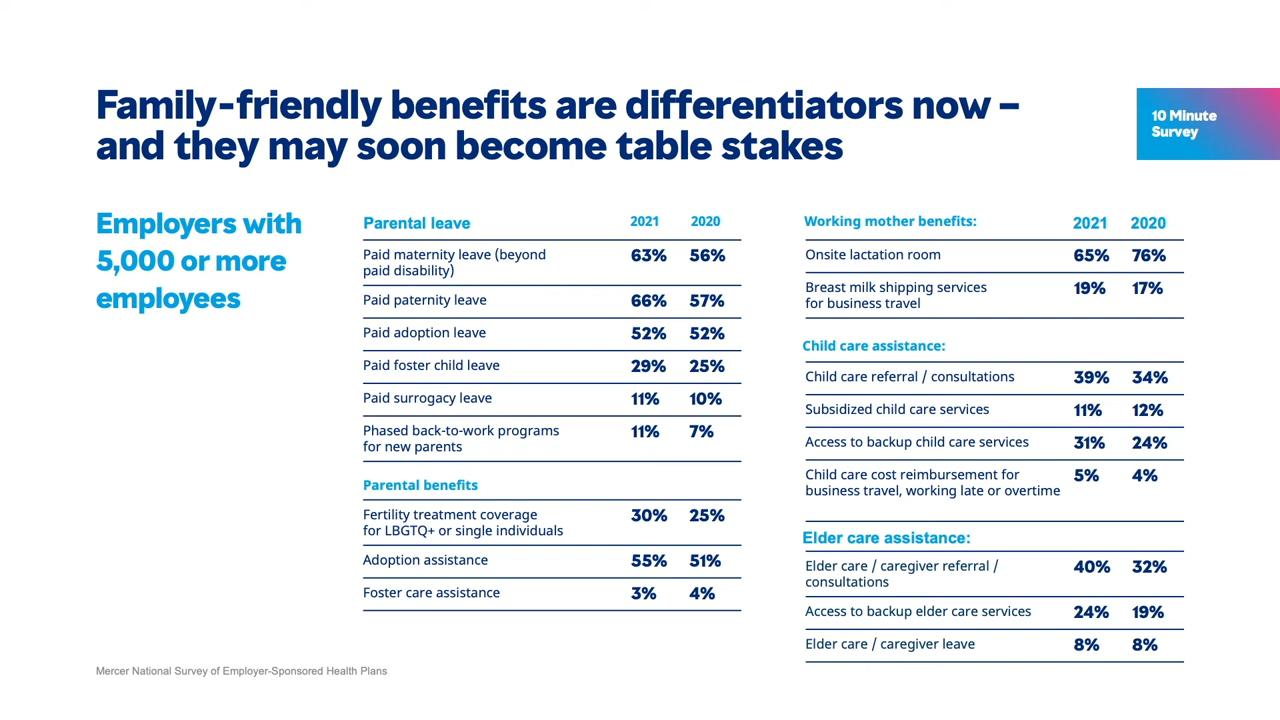 Family-friendly benefits are differentiators now –
and they may soon become table stakes
10 Minute
Survey
Employers with
5,000 or more
employees
Parental leave 2021 2020
Paid maternity leave (beyond
paid disability) 63% 56%
Paid paternity leave 66% 57%
Paid adoption leave 52% 52%
Paid foster child leave 29% 25%
Paid surrogacy leave 11% 10%
Phased back-to-work programs
for new parents 11% 7%
Parental benefits
Fertility treatment coverage
for LBGTQ+ or single individuals 30% 25%
Adoption assistance 55% 51%
Foster care assistance 3% 4%
Working mother benefits: 2021 2020
Onsite lactation room 65% 76%
Breast milk shipping services
for business travel 19% 17%
Child care assistance:
Child care referral / consultations 39% 34%
Subsidized child care services 11% 12%
Access to backup child care services 31% 24%
Child care cost reimbursement for
business travel, working late or overtime 5% 4%
Elder care assistance:
Elder care / caregiver referral /
consultations 40% 32%
Access to backup elder care services 24% 19%
Elder care / caregiver leave 8% 8%
Mercer National Survey of Employer-Sponsored Health Plans